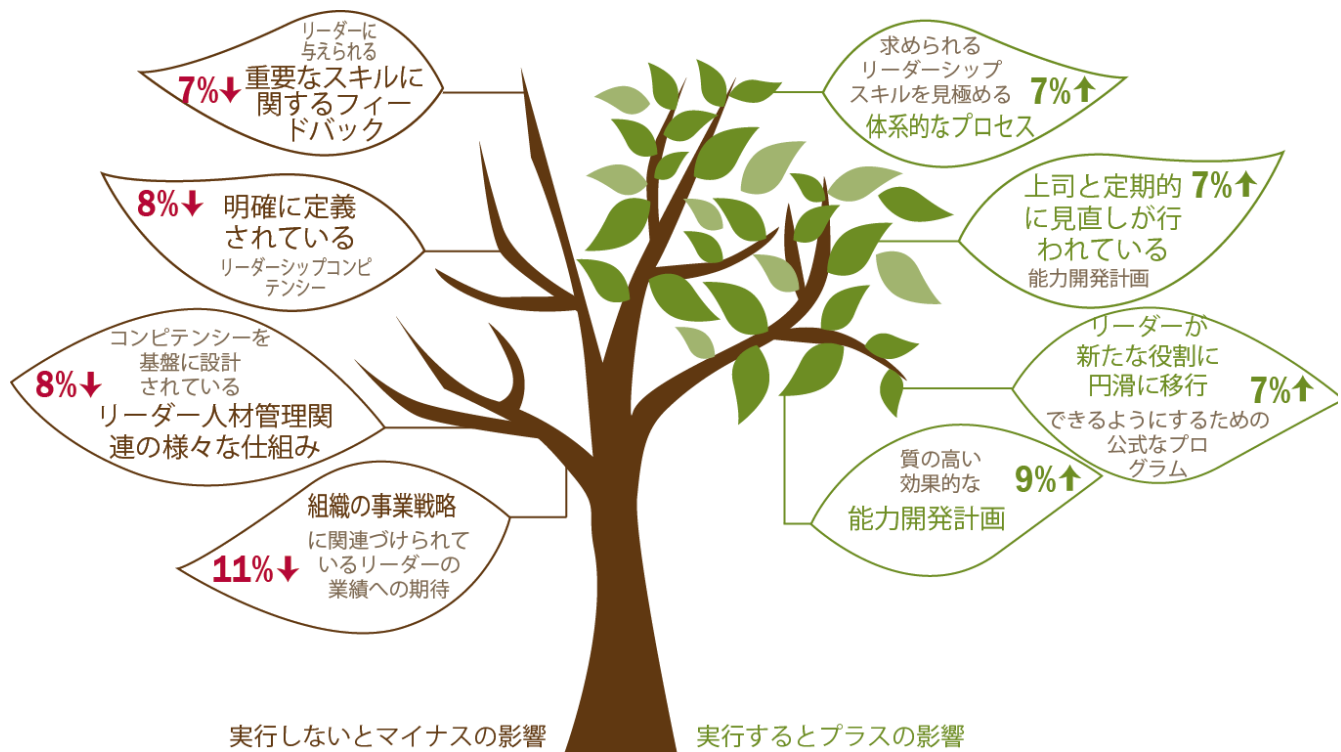 リーダーに
与えられる
7%
重要なスキルに
関するフィー
ドバック
8%
明確に定義
されている
リーダーシップコンピ
テンシー
コンピテンシーを
基盤に設計
されている
8%
リーダー人材管理関
連の様々な仕組み
組織の事業戦略
11%
に関連づけられて
いるリーダーの
業績への期待
求められる
リーダーシップ
スキルを見極める
7%
体系的なプロセス
上司と定期的
7%
に見直しが行
われている
能力開発計画
リーダーが
新たな役割に
円滑に移行
7%
できるようにするための
公式なプロ
グラム
質の高い
効果的な
9%
能力開発計画
実行しないとマイナスの影響
実行するとプラスの影響